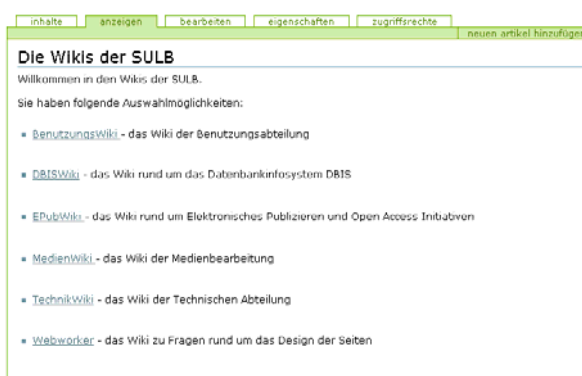 inhalte anzeigen bearbeiten eigenschaften zugriffsrechte
neuen artikel hinzufügen
Die Wikis der SULB
Willkommen in den Wikis der SULB.
Sie haben folgende Auswahlmöglichkeiten:
BenutzungsWiki - das Wiki der Benutzungsabteilung
DBISWiki - das Wiki rund um das Datenbankinfosystem DBIS
EPubWiki - das Wiki rund um Elektronisches Publizieren und Open Access Initiativen
MedienWiki - das Wiki der Medienbearbeitung
TechnikWiki - das Wiki der Technischen Abteilung
Webworker - das Wiki zu Fragen rund um das Design der Seiten